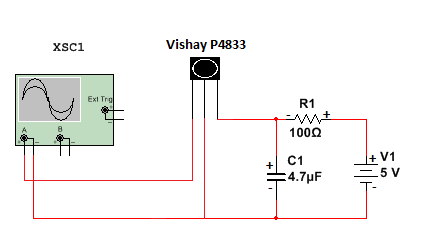 XSC1
Vishay P4833
Ext Trig
+
-
A
B
+ - + -
R1
- +
100Ω
C1
+
4.7µF
-
V1
+
5 V
-